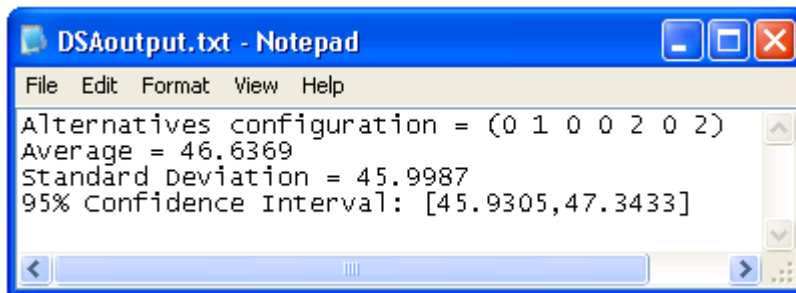 DSAoutput.txt - Notepad
File Edit Format View Help
Alternatives configuration = (0 1 0 0 2 0 2)
Average = 46.6369
Standard Deviation = 45.9987
95% Confidence Interval: [45.9305,47.3433]